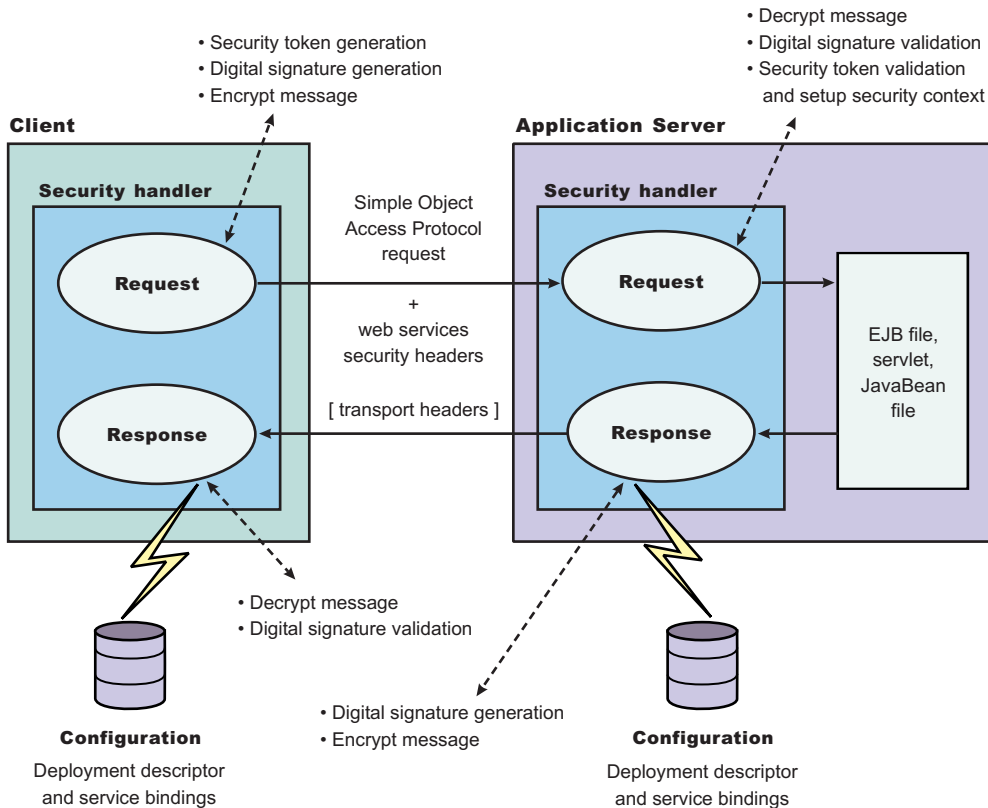 • Security token generation
• Digital signature generation
• Encrypt message
• Decrypt message
• Digital signature validation
• Security token validation
and setup security context
Client
Application Server
Security handler
Security handler
Simple Object
Access Protocol
request
Request
Request
+
web services
security headers
EJB file,
servlet,
JavaBean
file
[ transport headers ]
Response
Response
• Decrypt message
• Digital signature validation
• Digital signature generation
• Encrypt message
Configuration
Deployment descriptor
and service bindings
Configuration
Deployment descriptor
and service bindings